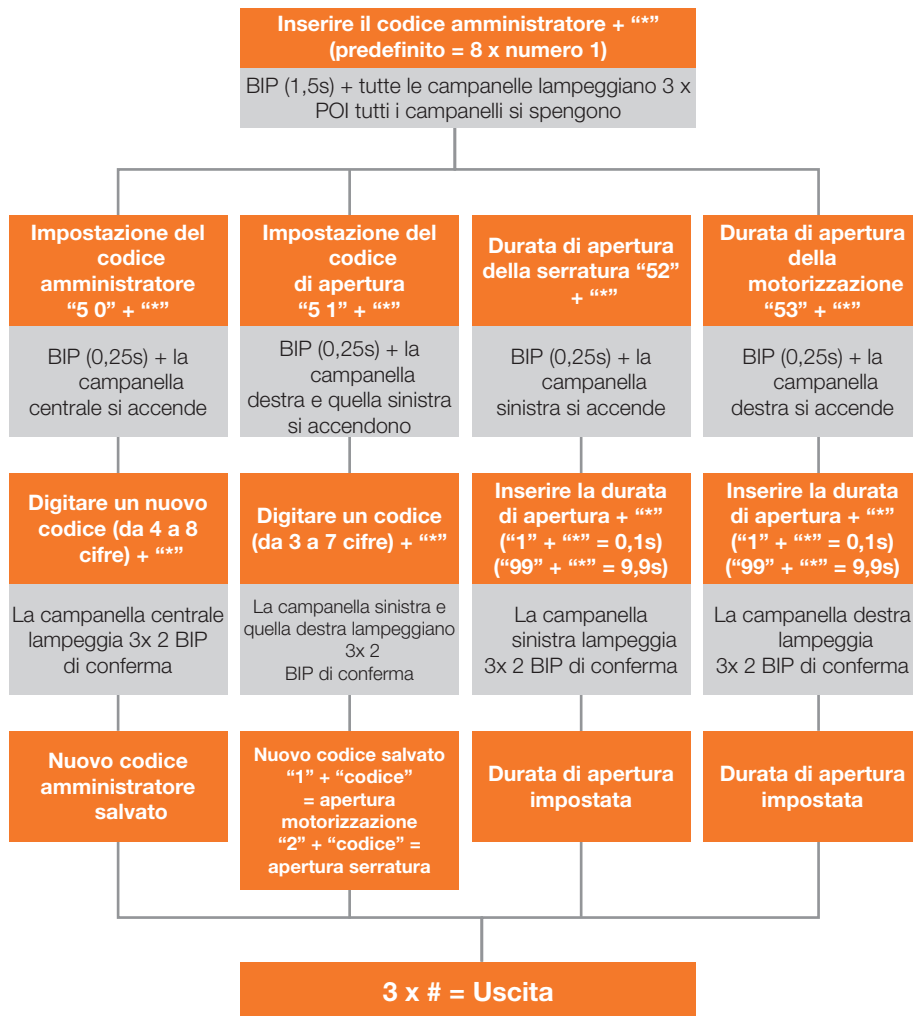 Inserire il codice amministratore + “*”
(predefinito = 8 x numero 1)
BIP (1,5s) + tutte le campanelle lampeggiano 3 x
POI tutti i campanelli si spengono
Impostazione del
codice
amministratore
“5 0” + “*”
BIP (0,25s) + la
campanella
centrale si accende
Digitare un nuovo
codice (da 4 a 8
cifre) + “*”
La campanella centrale
lampeggia 3x 2 BIP
di conferma
Nuovo codice
amministratore
salvato
Impostazione del
codice
di apertura
“5 1” + “*”
BIP (0,25s) + la
campanella
destra e quella sinistra
si accendono
Digitare un codice
(da 3 a 7 cifre) + “*”
La campanella sinistra e
quella destra lampeggiano
3x 2
BIP di conferma
Nuovo codice salvato
“1” + “codice”
= apertura
motorizzazione
“2” + “codice” =
apertura serratura
Durata di apertura
della serratura “52”
+ “*”
BIP (0,25s) + la
campanella
sinistra si accende
Inserire la durata
di apertura + “*”
(“1” + “*” = 0,1s)
(“99” + “*” = 9,9s)
La campanella
sinistra lampeggia
3x 2 BIP di conferma
Durata di apertura
impostata
Durata di apertura
della
motorizzazione
“53” + “*”
BIP (0,25s) + la
campanella
destra si accende
Inserire la durata
di apertura + “*”
(“1” + “*” = 0,1s)
(“99” + “*” = 9,9s)
La campanella destra
lampeggia
3x 2 BIP di conferma
Durata di apertura
impostata
3 x # = Uscita